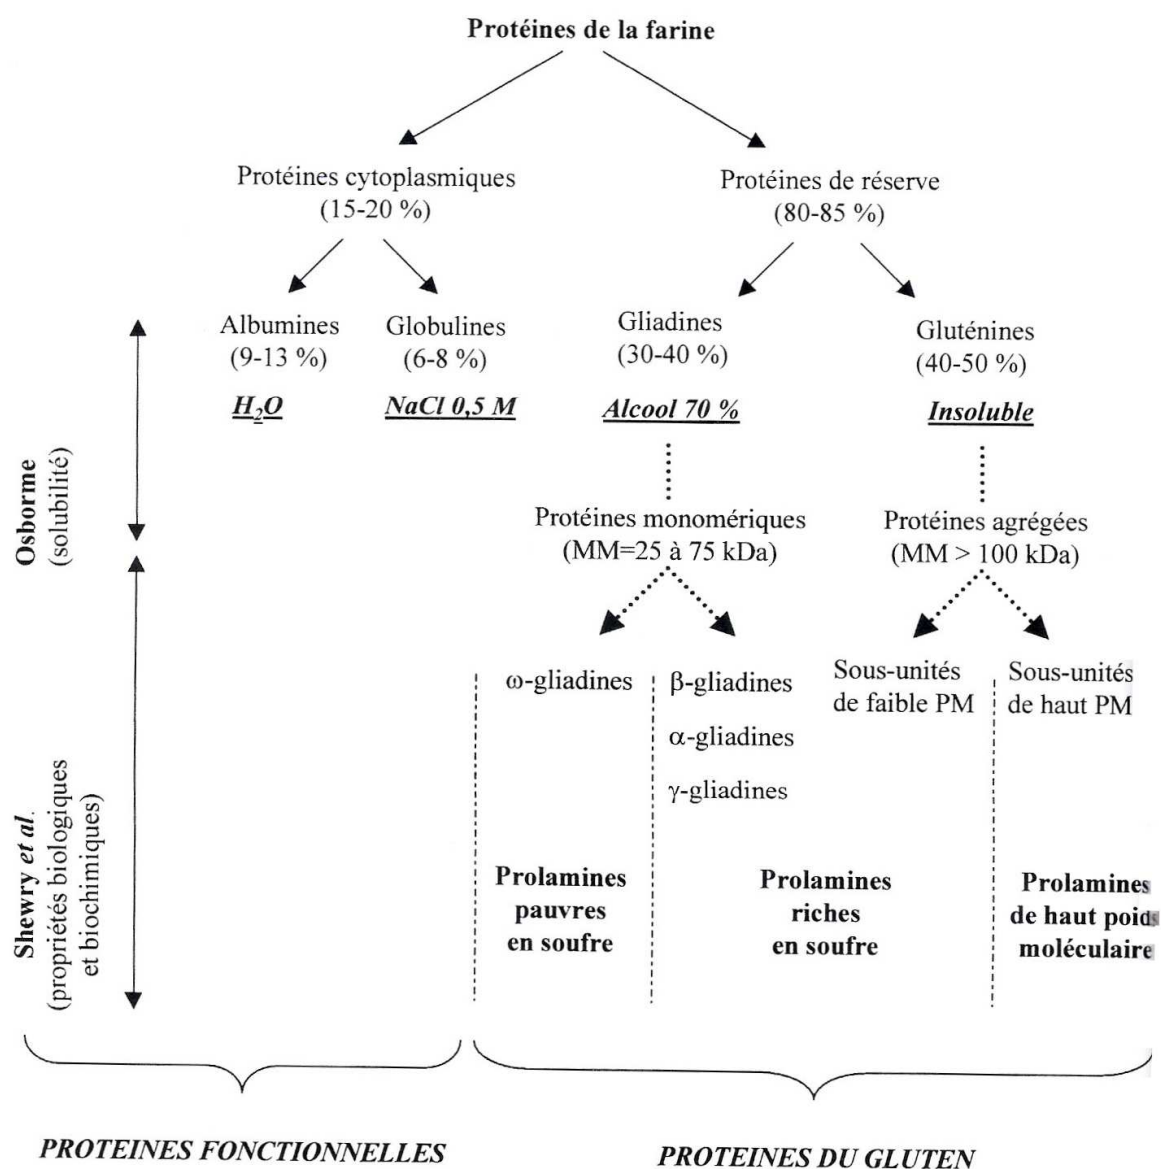 Protéines de la farine
Protéines cytoplasmiques
(15-20 %)
Protéines de réserve
(80-85 %)
Albumines
(9-13 %)
H2O
Globulines
(6-8 %)
NaCl 0,5 M
Gliadines
(30-40 %)
Alcool 70 %
Gluténines
(40-50 %)
Insoluble
Osborme
(solubilité)
Protéines monomériques
(MM=25 à 75 kDa)
Protéines agrégées
(MM > 100 kDa)
ω-gliadines
β-gliadines
α-gliadines
γ-gliadines
Sous-unités
de faible PM
Sous-unités
de haut PM
Shewry et al.
(propriétés biologiques
et biochimiques)
Prolamines
pauvres
en soufre
Prolamines
riches
en soufre
Prolamines
de haut poids
moléculaire
PROTEINES FONCTIONNELLES
PROTEINES DU GLUTEN